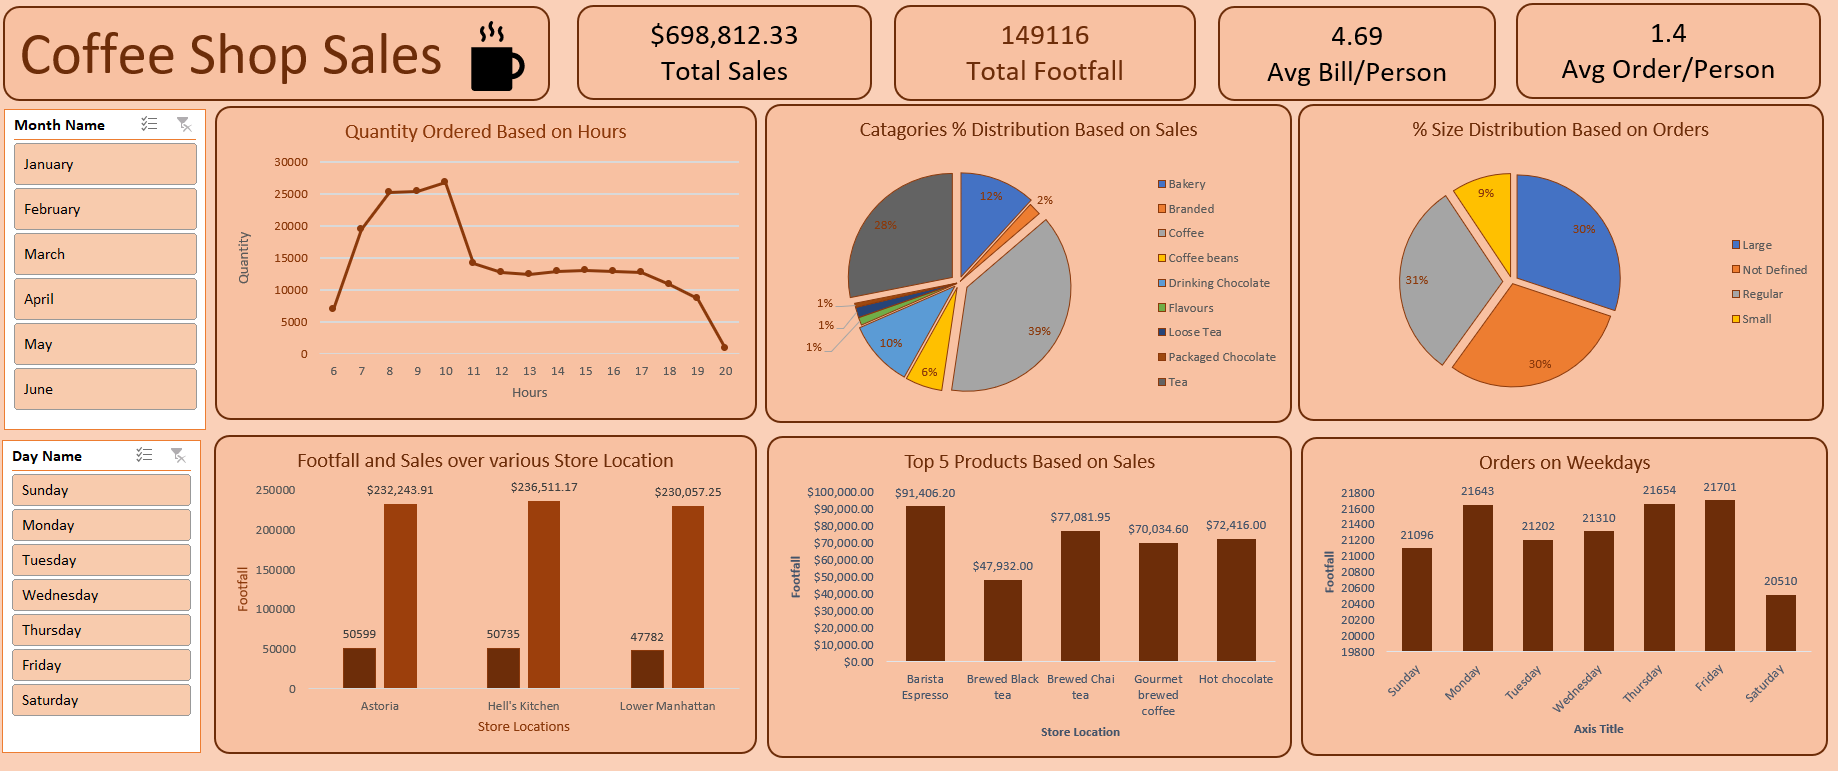 Coffee Shop Sales
$698,812.33
Total Sales
149116
Total Footfall
4.69
Avg Bill/Person
1.4
Avg Order/Person
Month Name
January
February
March
April
May
June
Day Name
Sunday
Monday
Tuesday
Wednesday
Thursday
Friday
Saturday
Quantity Ordered Based on Hours
Quantity
30000
25000
20000
15000
10000
5000
0
6 7 8 9 10 11 12 13 14 15 16 17 18 19 20
Hours
Catagories % Distribution Based on Sales
12%
2%
28%
39%
1%
1%
1%
10%
6%
Bakery
Branded
Coffee
Coffee beans
Drinking Chocolate
Flavours
Loose Tea
Packaged Chocolate
Tea
% Size Distribution Based on Orders
9%
30%
31%
30%
Large
Not Defined
Regular
Small
Footfall and Sales over various Store Location
Footfall
250000
200000
150000
100000
50000
0
$232,243.91
$236,511.17
$230,057.25
50599
50735
47782
Astoria
Hell's Kitchen
Lower Manhattan
Store Locations
Top 5 Products Based on Sales
Footfall
$100,000.00
$90,000.00
$80,000.00
$70,000.00
$60,000.00
$50,000.00
$40,000.00
$30,000.00
$20,000.00
$10,000.00
$0.00
$91,406.20
$47,932.00
$77,081.95
$70,034.60
$72,416.00
Barista
Espresso
Brewed Black
tea
Brewed Chai
tea
Gourmet
brewed
coffee
Hot chocolate
Store Location
Orders on Weekdays
Footfall
21800
21600
21400
21200
21000
20800
20600
20400
20200
20000
19800
21096
21643
21202
21310
21654
21701
20510
Sunday
Monday
Tuesday
Wednesday
Thursday
Friday
Saturday
Axis Title